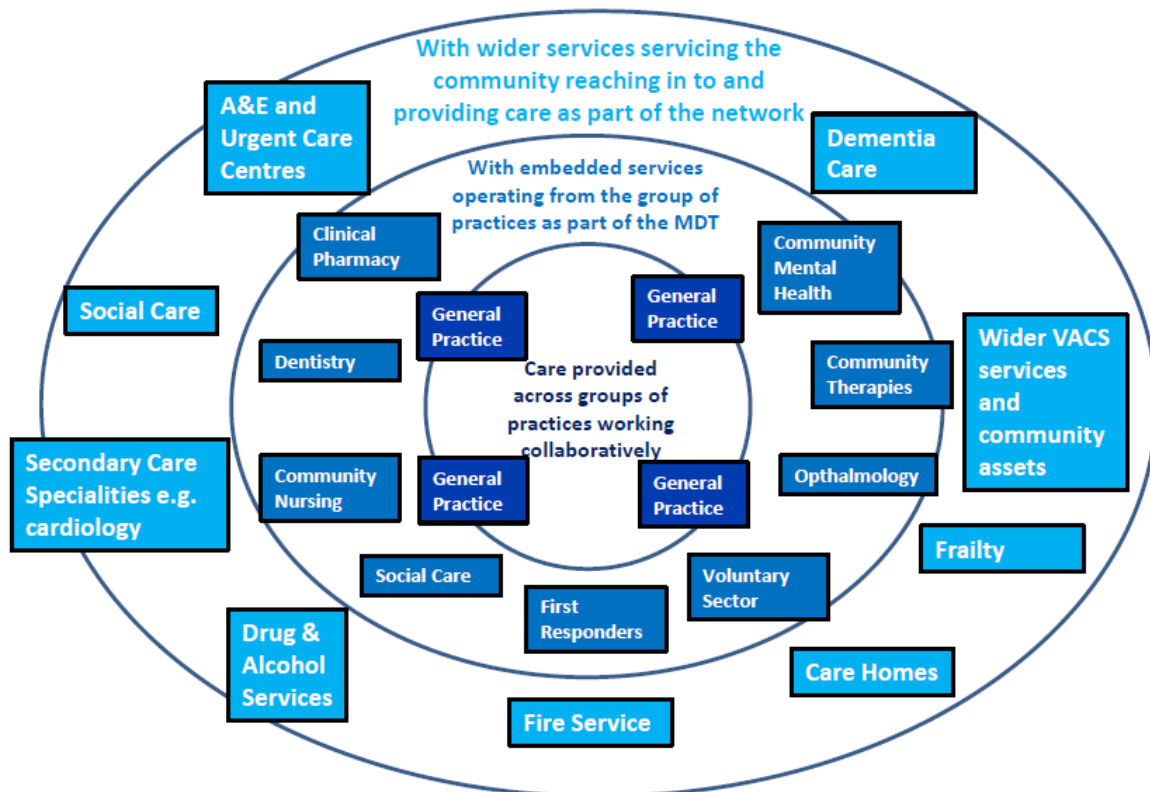 With wider services servicing the
community reaching in to and
providing care as part of the network
A&E and
Urgent Care
Centres
Dementia
Care
With embedded services
operating from the group of
practices as part of the MDT
Clinical
Pharmacy
Community
Mental
Health
Social Care
General
Practice
General
Practice
Wider VACS
services
and
community
assets
Dentistry
Community
Therapies
Care provided
across groups of
practices working
collaboratively
Secondary Care
Specialities e.g.
cardiology
Community
Nursing
General
Practice
General
Practice
Opthalmology
Frailty
Social Care
First
Responders
Voluntary
Sector
Drug &
Alcohol
Services
Care Homes
Fire Service